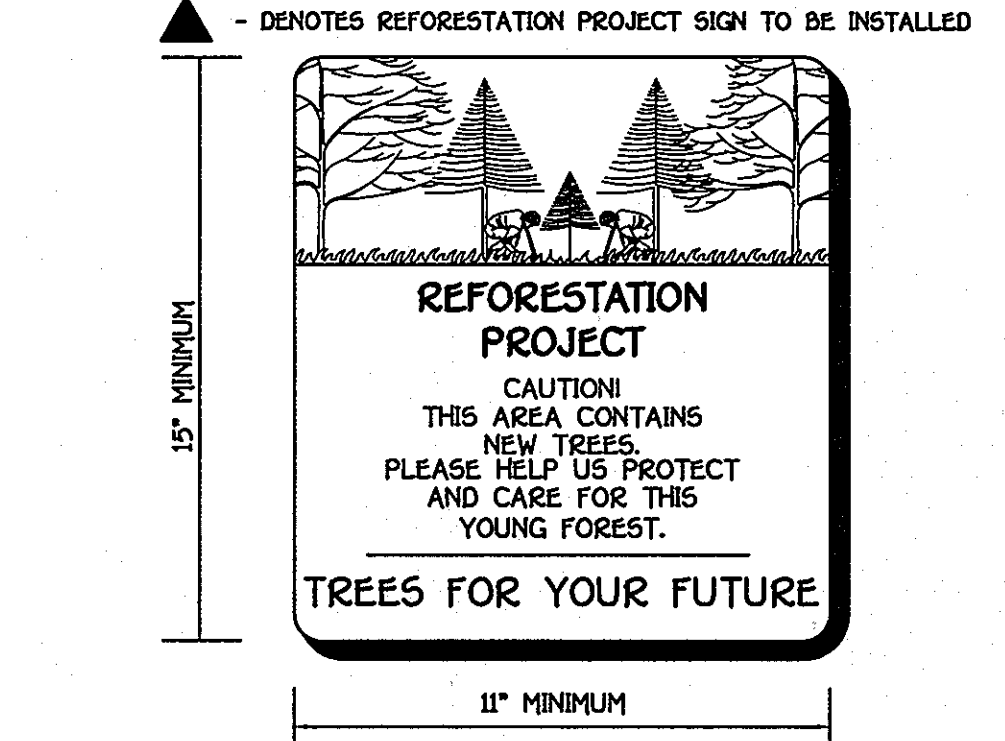 - DENOTES REFORESTATION PROJECT SIGN TO BE INSTALLED
15" MINIMUM
REFORESTATION
PROJECT
CAUTION!
THIS AREA CONTAINS
NEW TREES.
PLEASE HELP US PROTECT
AND CARE FOR THIS
YOUNG FOREST.
TREES FOR YOUR FUTURE
11" MINIMUM